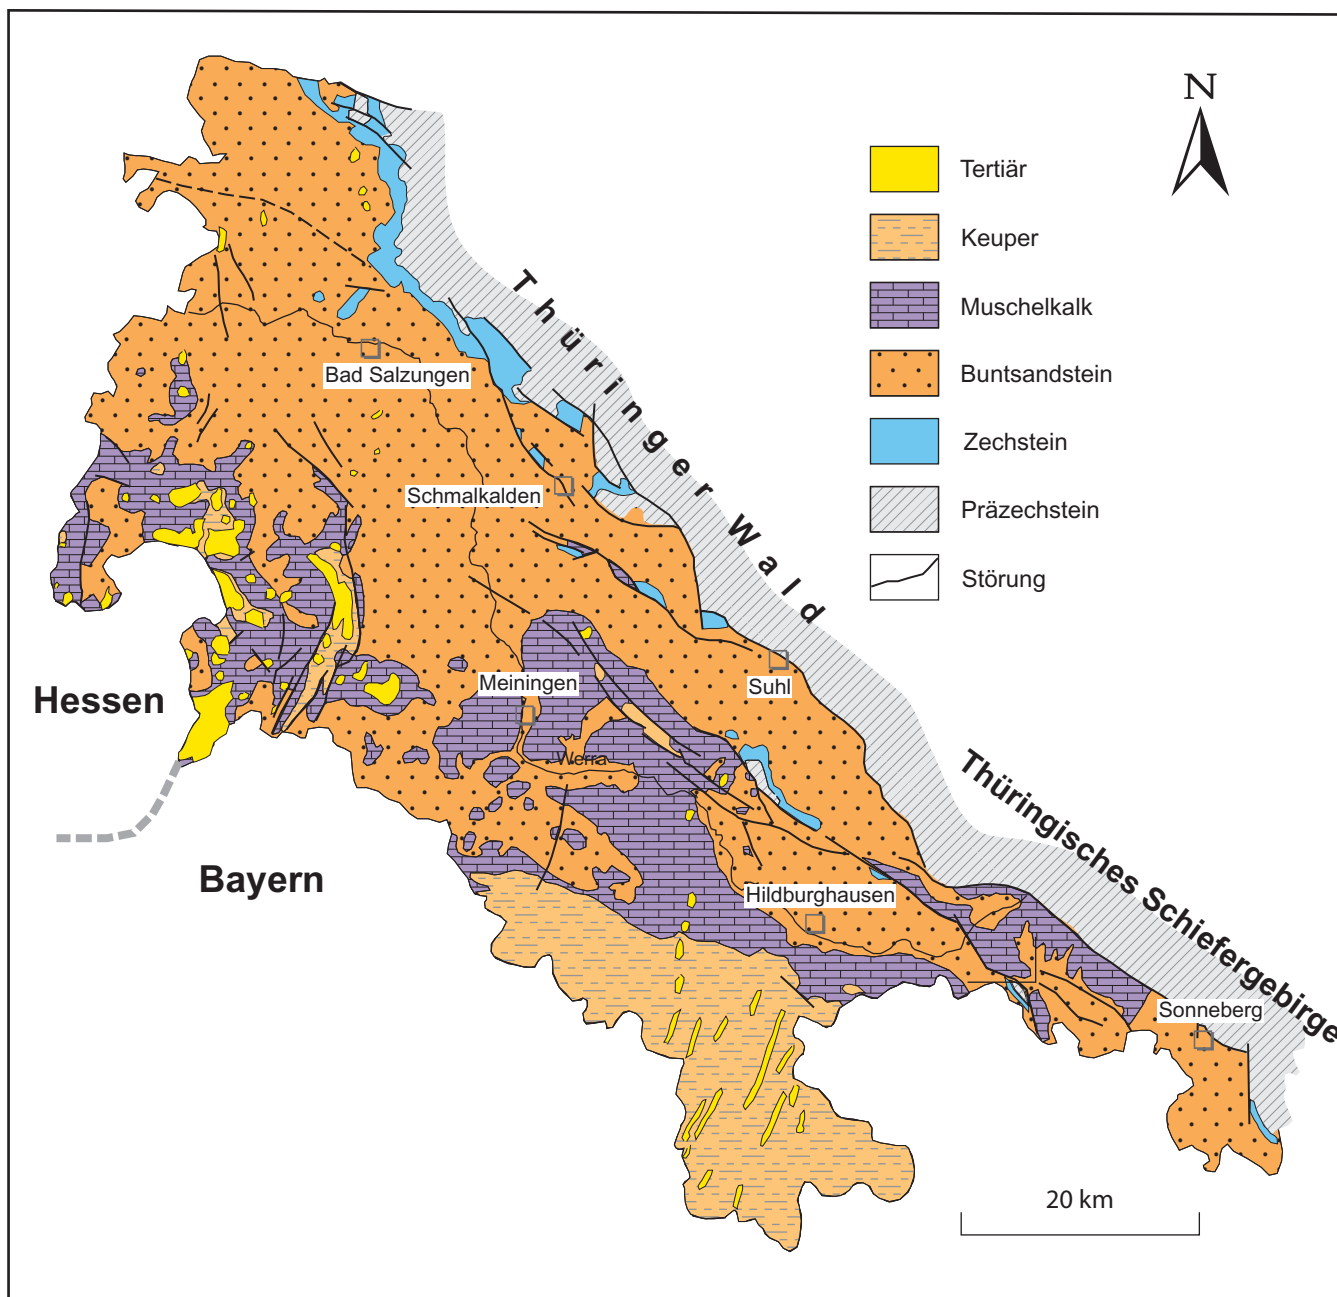 N
Tertiär
Keuper
Muschelkalk
Buntsandstein
Zechstein
Präzechstein
Störung
Thüringer Wald
Bad Salzungen
Schmalkalden
Hessen
Meiningen
Suhl
Werra
Thüringisches Schiefergebirge
Bayern
Hildburghausen
Sonneberg
20 km